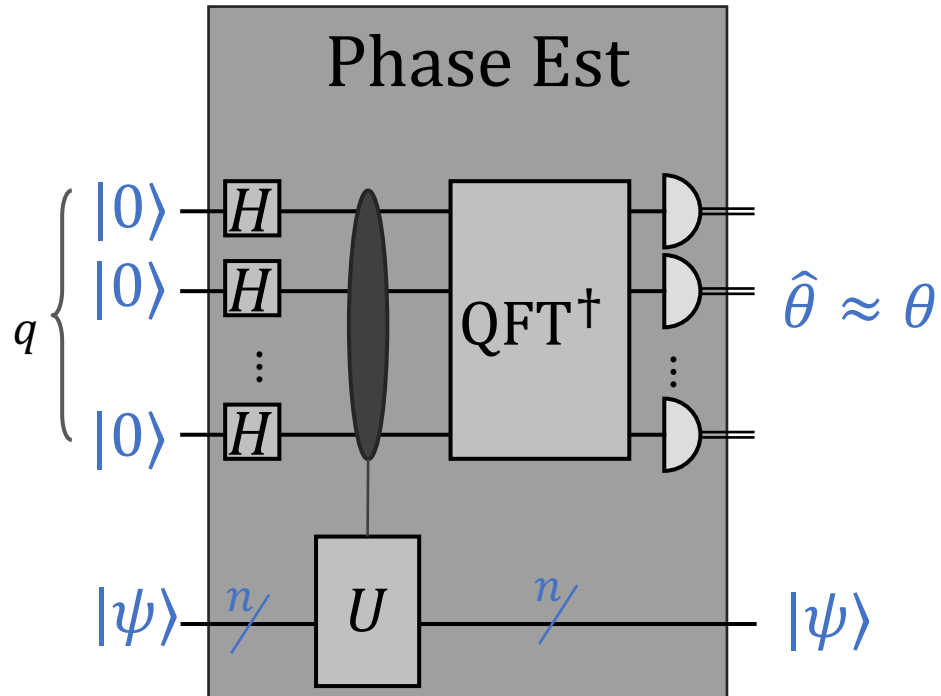 Phase Est
|0⟩ H
|0⟩ H
q
QFT†
θ̂ ≈ θ
⋮ ⋮
|0⟩ H
|ψ⟩ n U n |ψ⟩